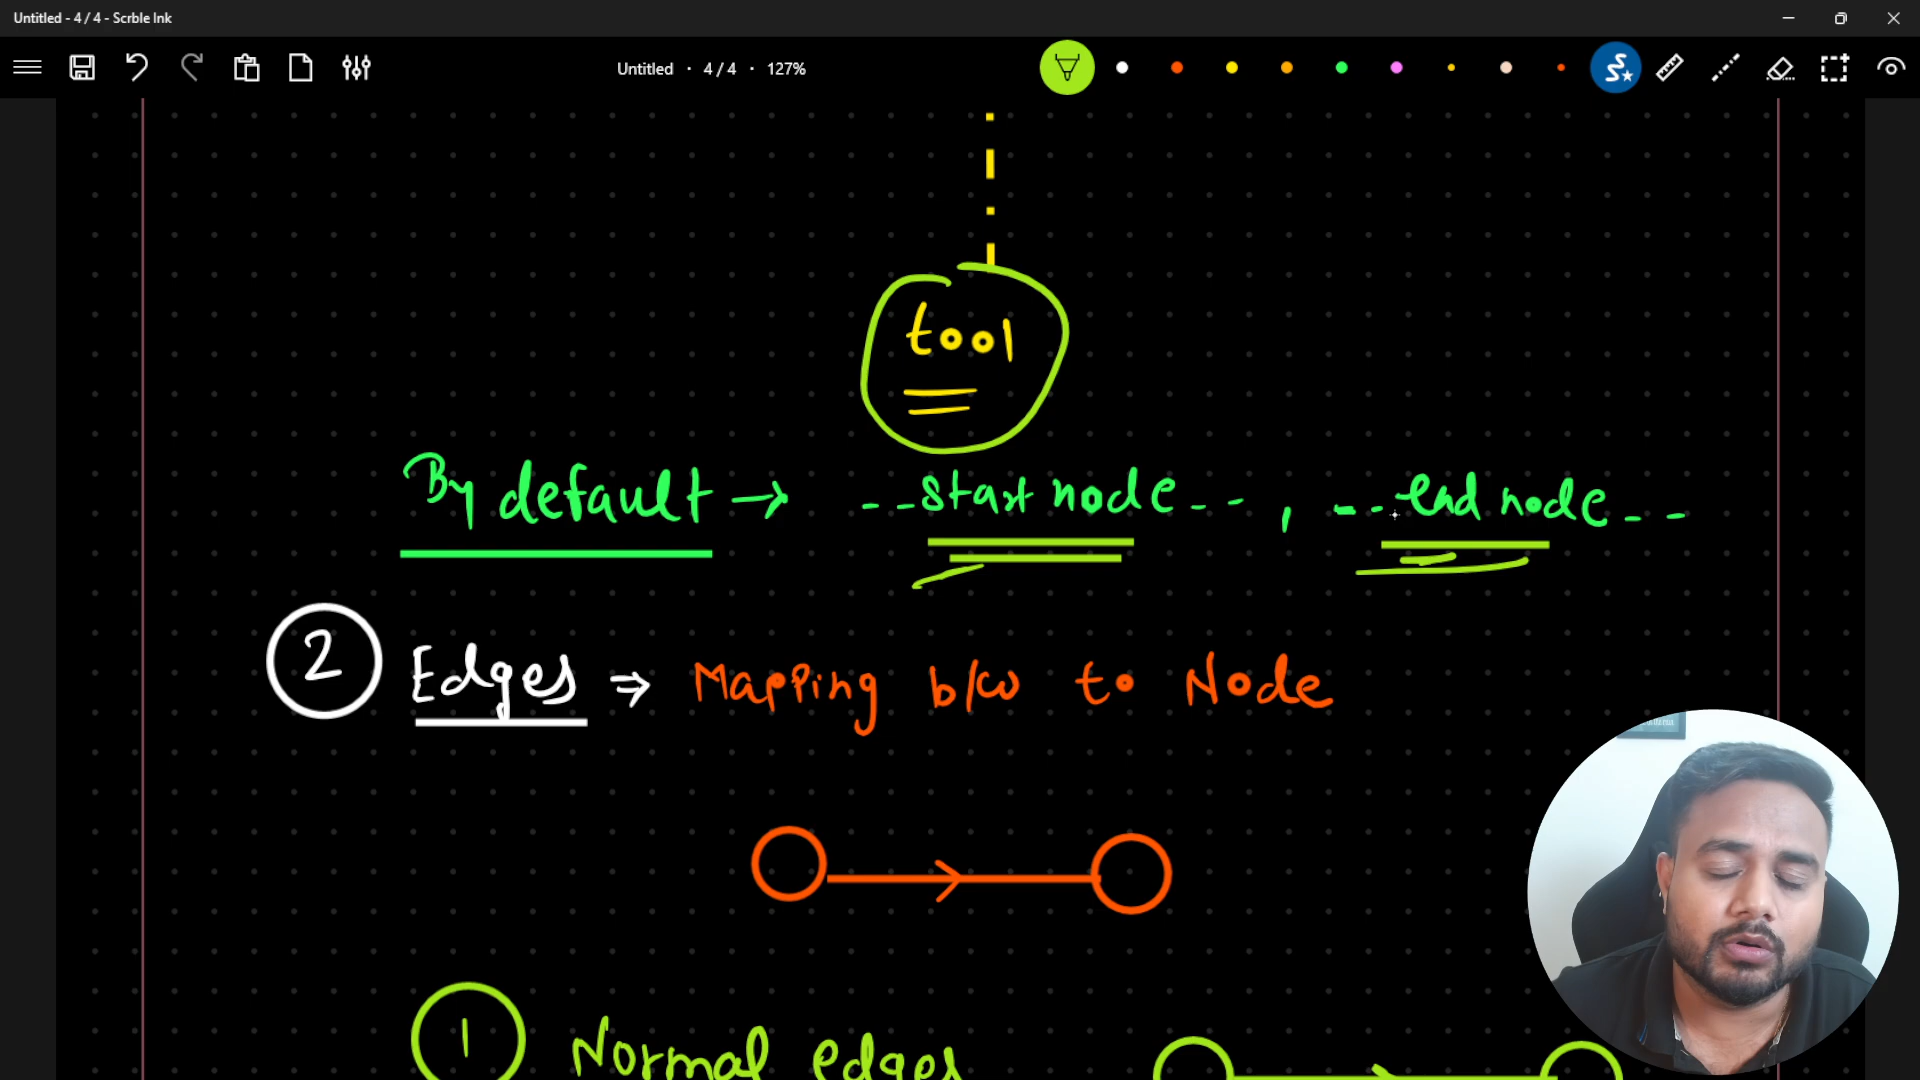 Untitled - 4 / 4 - Scrble Ink
Untitled • 4 / 4 • 127%
tool
By default → --start node-- , --end node--
2 Edges ⇒ Mapping b/w to Node
1 Normal edges